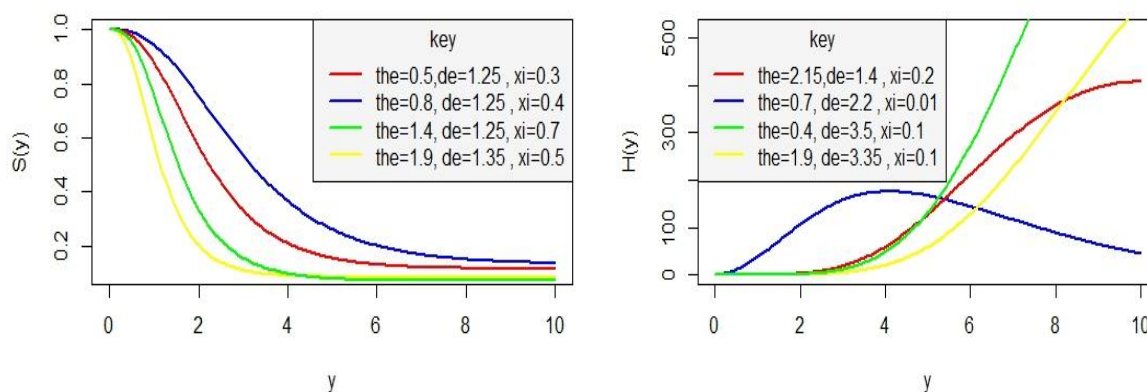 key
the=0.5,de=1.25 , xi=0.3
the=0.8, de=1.25 , xi=0.4
the=1.4, de=1.25 , xi=0.7
the=1.9, de=1.35 , xi=0.5
S(y)
1.0
0.8
0.6
0.4
0.2
0 2 4 6 8 10
y
key
the=2.15,de=1.4 , xi=0.2
the=0.7, de=2.2 , xi=0.01
the=0.4, de=3.5, xi=0.1
the=1.9, de=3.35 , xi=0.1
H(y)
500
300
100
0
0 2 4 6 8 10
y